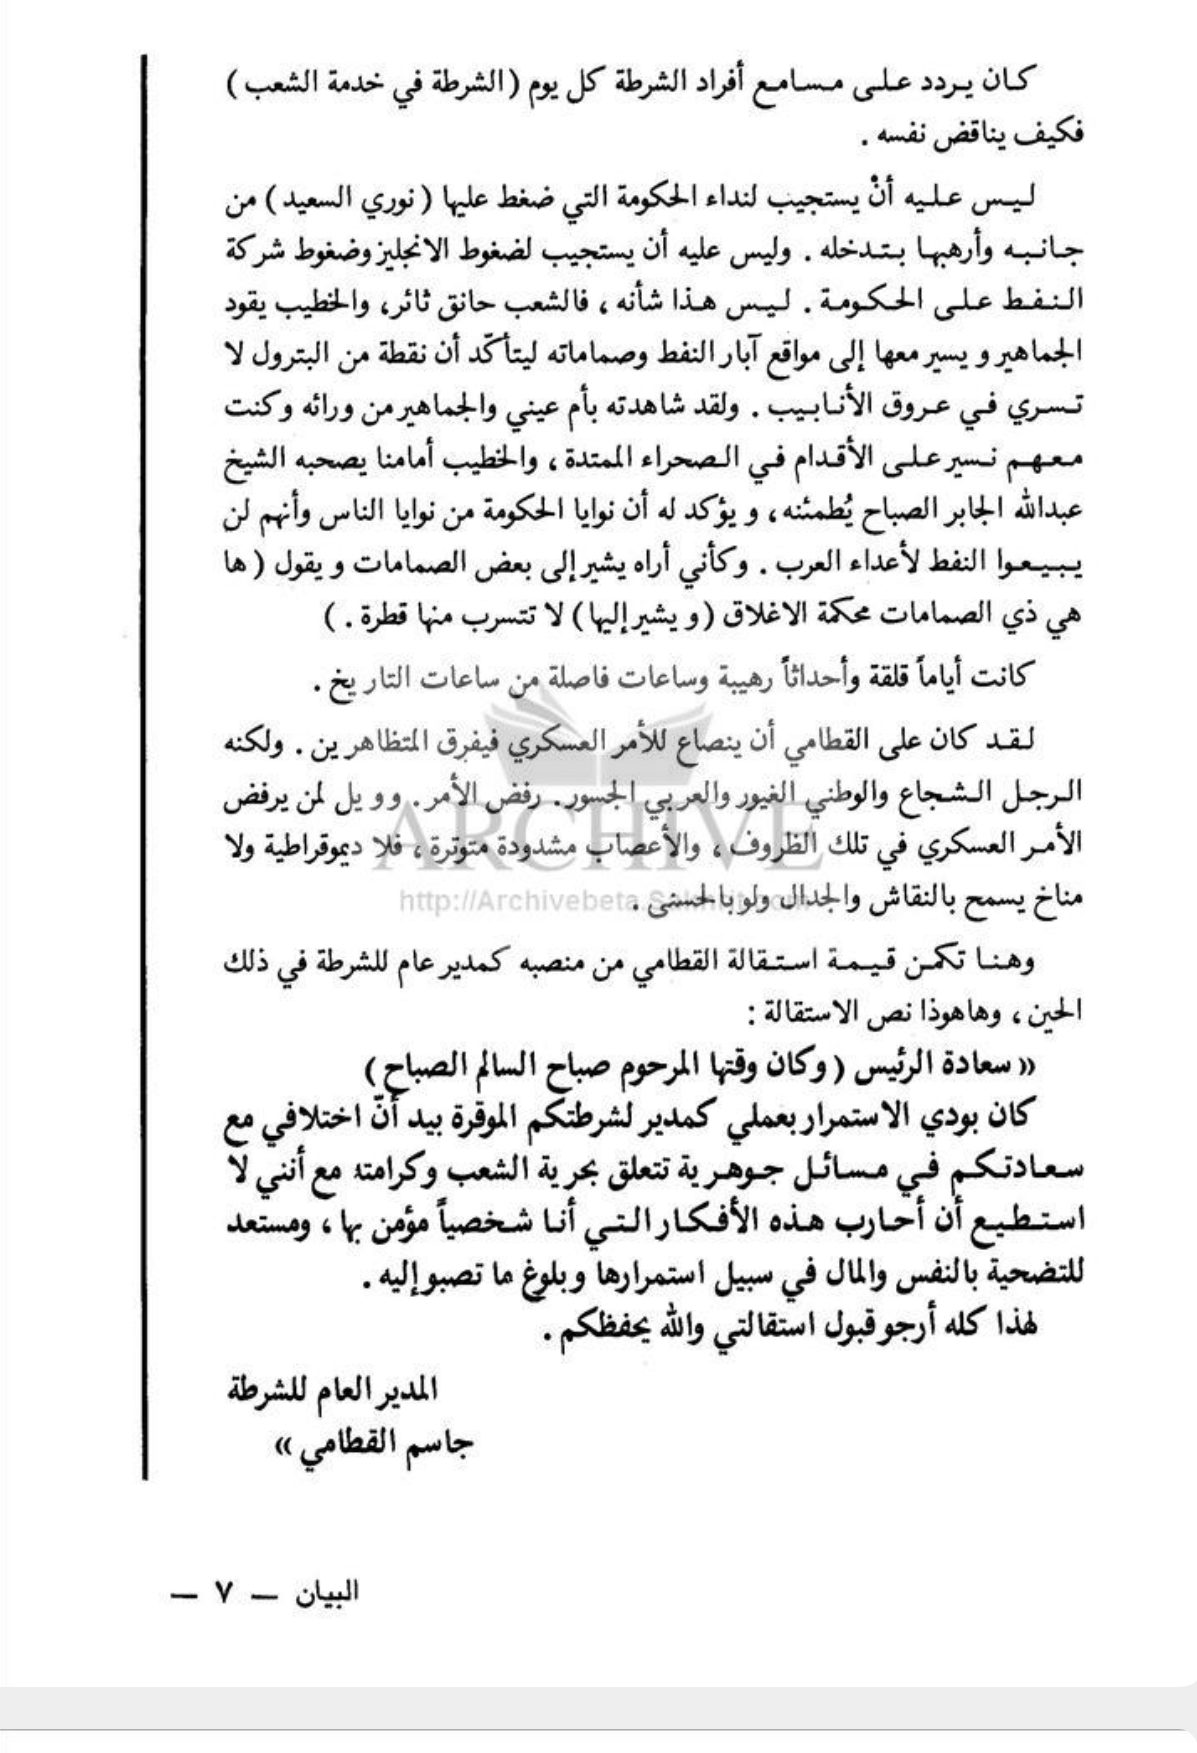 كان يردد على مسامع أفراد الشرطة كل يوم (الشرطة في خدمة الشعب)
فكيف يناقض نفسه .
ليس عليه أنْ يستجيب لنداء الحكومة التي ضغط عليها (نوري السعيد) من
جانبه وأرهبها بتدخله . وليس عليه أن يستجيب لضغوط الانجليز وضغوط شركة
النفط على الحكومة . ليس هذا شأنه ، فالشعب حانق ثائر، والخطيب يقود
الجماهير و يسير معها إلى مواقع آبار النفط وصماماته ليتأكّد أن نقطة من البترول لا
تسري في عروق الأنابيب . ولقد شاهدته بأم عيني والجماهير من ورائه وكنت
معهم نسير على الأقدام في الصحراء الممتدة ، والخطيب أمامنا يصحبه الشيخ
عبدالله الجابر الصباح يُطمئنه، و يؤكد له أن نوايا الحكومة من نوايا الناس وأنهم لن
يبيعوا النفط لأعداء العرب . وكأني أراه يشير إلى بعض الصمامات و يقول (ها
هي ذي الصمامات محكمة الاغلاق (و يشير إليها) لا تتسرب منها قطرة . )
كانت أياماً قلقة وأحداثاً رهيبة وساعات فاصلة من ساعات التاريخ .
لقد كان على القطامي أن ينصاع للأمر العسكري فيفرق المتظاهرين . ولكنه
الرجل الشجاع والوطني الغيور والعربي الجسور. رفض الأمر. وويل لمن يرفض
الأمر العسكري في تلك الظروف ، والأعصاب مشدودة متوترة ، فلا ديموقراطية ولا
مناخ يسمح بالنقاش والجدال ولو بالحسنى .
وهنا تكمن قيمة استقالة القطامي من منصبه كمدير عام للشرطة في ذلك
الحين ، وهاهوذا نص الاستقالة :
« سعادة الرئيس (وكان وقتها المرحوم صباح السالم الصباح)
كان بودي الاستمرار بعملي كمدير لشرطتكم الموقرة بيد أنّ اختلافي مع
سعادتكم في مسائل جوهرية تتعلق بحرية الشعب وكرامته مع أنني لا
استطيع أن أحارب هذه الأفكار التي أنا شخصياً مؤمن بها ، ومستعد
للتضحية بالنفس والمال في سبيل استمرارها وبلوغ ما تصبو إليه .
لهذا كله أرجو قبول استقالتي والله يحفظكم .
المدير العام للشرطة
جاسم القطامي »
البيان — ٧ —
ARCHIVE
http://Archivebeta.Sakhrit.com